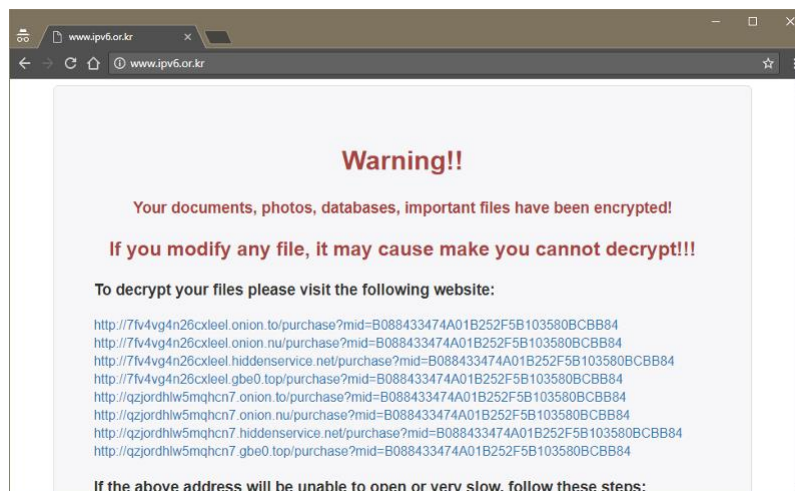 www.ipv6.or.kr
www.ipv6.or.kr
Warning!!
Your documents, photos, databases, important files have been encrypted!
If you modify any file, it may cause make you cannot decrypt!!!
To decrypt your files please visit the following website:
http://7fv4vg4n26cxleel.onion.to/purchase?mid=B088433474A01B252F5B103580BCBB84
http://7fv4vg4n26cxleel.onion.nu/purchase?mid=B088433474A01B252F5B103580BCBB84
http://7fv4vg4n26cxleel.hiddenservice.net/purchase?mid=B088433474A01B252F5B103580BCBB84
http://7fv4vg4n26cxleel.gbe0.top/purchase?mid=B088433474A01B252F5B103580BCBB84
http://qzjordhlw5mqhcn7.onion.to/purchase?mid=B088433474A01B252F5B103580BCBB84
http://qzjordhlw5mqhcn7.onion.nu/purchase?mid=B088433474A01B252F5B103580BCBB84
http://qzjordhlw5mqhcn7.hiddenservice.net/purchase?mid=B088433474A01B252F5B103580BCBB84
http://qzjordhlw5mqhcn7.gbe0.top/purchase?mid=B088433474A01B252F5B103580BCBB84
If the above address will be unable to open or very slow, follow these steps: